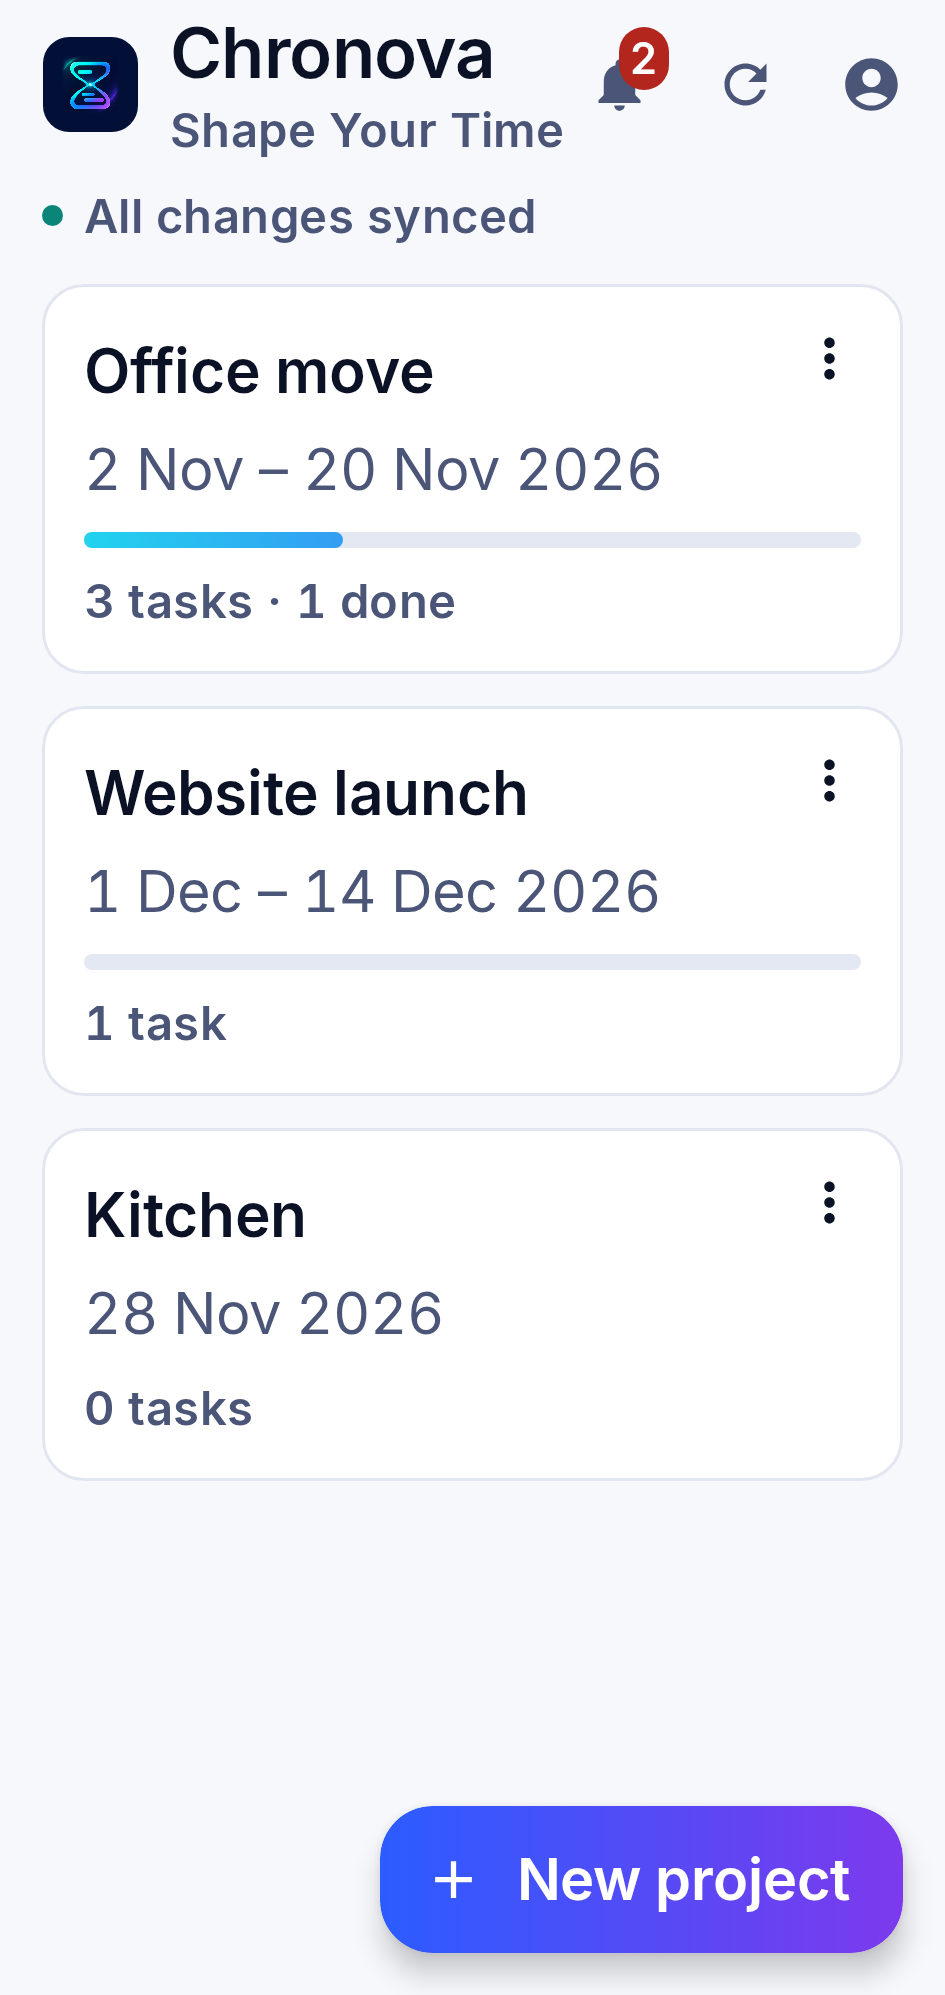 Chronova
2
Shape Your Time
All changes synced
Office move
2 Nov – 20 Nov 2026
3 tasks · 1 done
Website launch
1 Dec – 14 Dec 2026
1 task
Kitchen
28 Nov 2026
0 tasks
+ New project